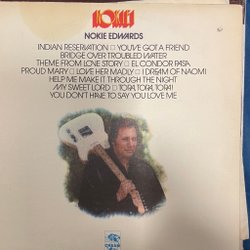 NOKIE
NOKIE EDWARDS
INDIAN RESERVATION □ YOU'VE GOT A FRIEND
BRIDGE OVER TROUBLED WATER
THEME FROM LOVE STORY □ EL CONDOR PASA
PROUD MARY □ LOVE HER MADLY □ I DREAM OF NAOMI
HELP ME MAKE IT THROUGH THE NIGHT
MY SWEET LORD □ TORA, TORA, TORA!
YOU DON'T HAVE TO SAY YOU LOVE ME